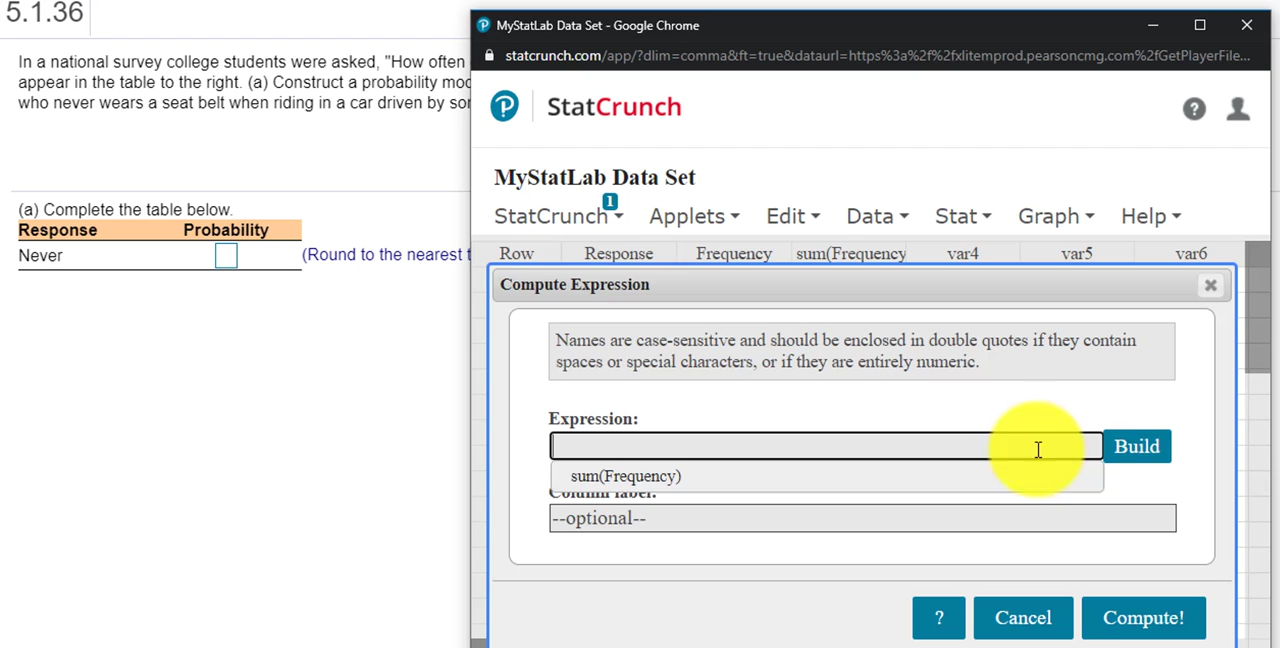 5.1.36
In a national survey college students were asked, "How often
appear in the table to the right. (a) Construct a probability mod
who never wears a seat belt when riding in a car driven by so
(a) Complete the table below.
Response Probability
Never (Round to the nearest t
MyStatLab Data Set - Google Chrome
statcrunch.com/app/?dlim=comma&ft=true&dataurl=https%3a%2f%2fxlitemprod.pearsoncmg.com%2fGetPlayerFile...
P StatCrunch ?
MyStatLab Data Set
StatCrunch 1 Applets Edit Data Stat Graph Help
Row Response Frequency sum(Frequency var4 var5 var6
Compute Expression
Names are case-sensitive and should be enclosed in double quotes if they contain
spaces or special characters, or if they are entirely numeric.
Expression:
Build
sum(Frequency)
Column label:
--optional--
? Cancel Compute!